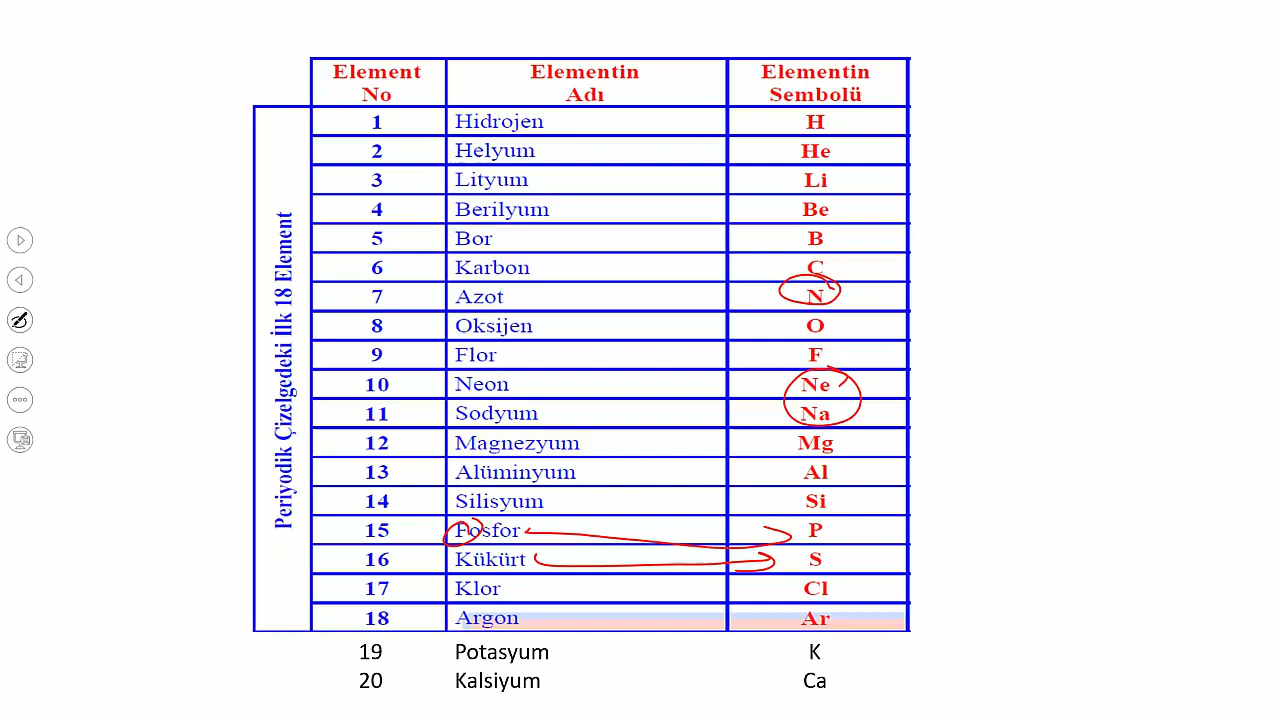 Element No Elementin Adı Elementin Sembolü
Periyodik Çizelgedeki İlk 18 Element
1 Hidrojen H
2 Helyum He
3 Lityum Li
4 Berilyum Be
5 Bor B
6 Karbon C
7 Azot N
8 Oksijen O
9 Flor F
10 Neon Ne
11 Sodyum Na
12 Magnezyum Mg
13 Alüminyum Al
14 Silisyum Si
15 Fosfor P
16 Kükürt S
17 Klor Cl
18 Argon Ar
19 Potasyum K
20 Kalsiyum Ca